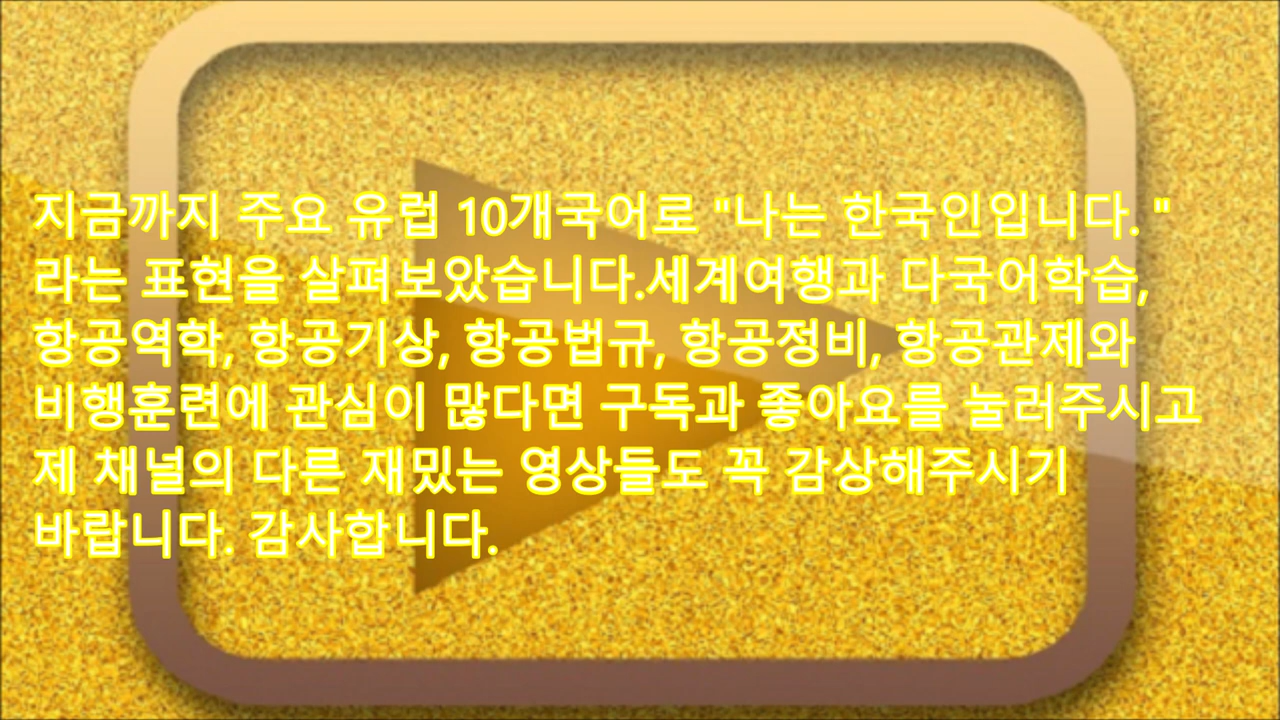 지금까지 주요 유럽 10개국어로 "나는 한국인입니다. "
라는 표현을 살펴보았습니다.세계여행과 다국어학습,
항공역학, 항공기상, 항공법규, 항공정비, 항공관제와
비행훈련에 관심이 많다면 구독과 좋아요를 눌러주시고
제 채널의 다른 재밌는 영상들도 꼭 감상해주시기
바랍니다. 감사합니다.